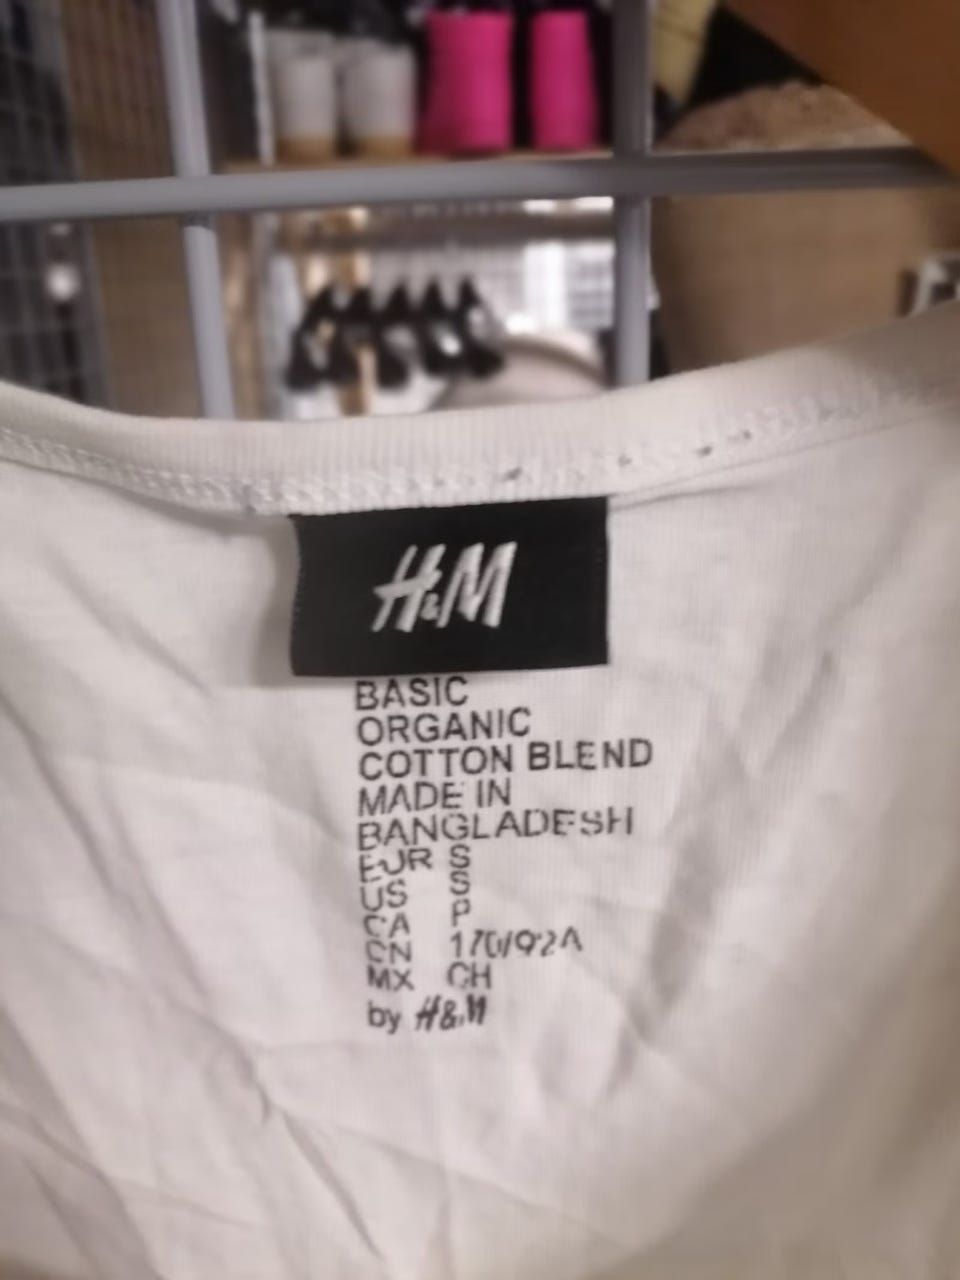 H&M
BASIC
ORGANIC
COTTON BLEND
MADE IN
BANGLADESH
EUR S
US S
CA P
CN 170/92A
MX CH
by H&M